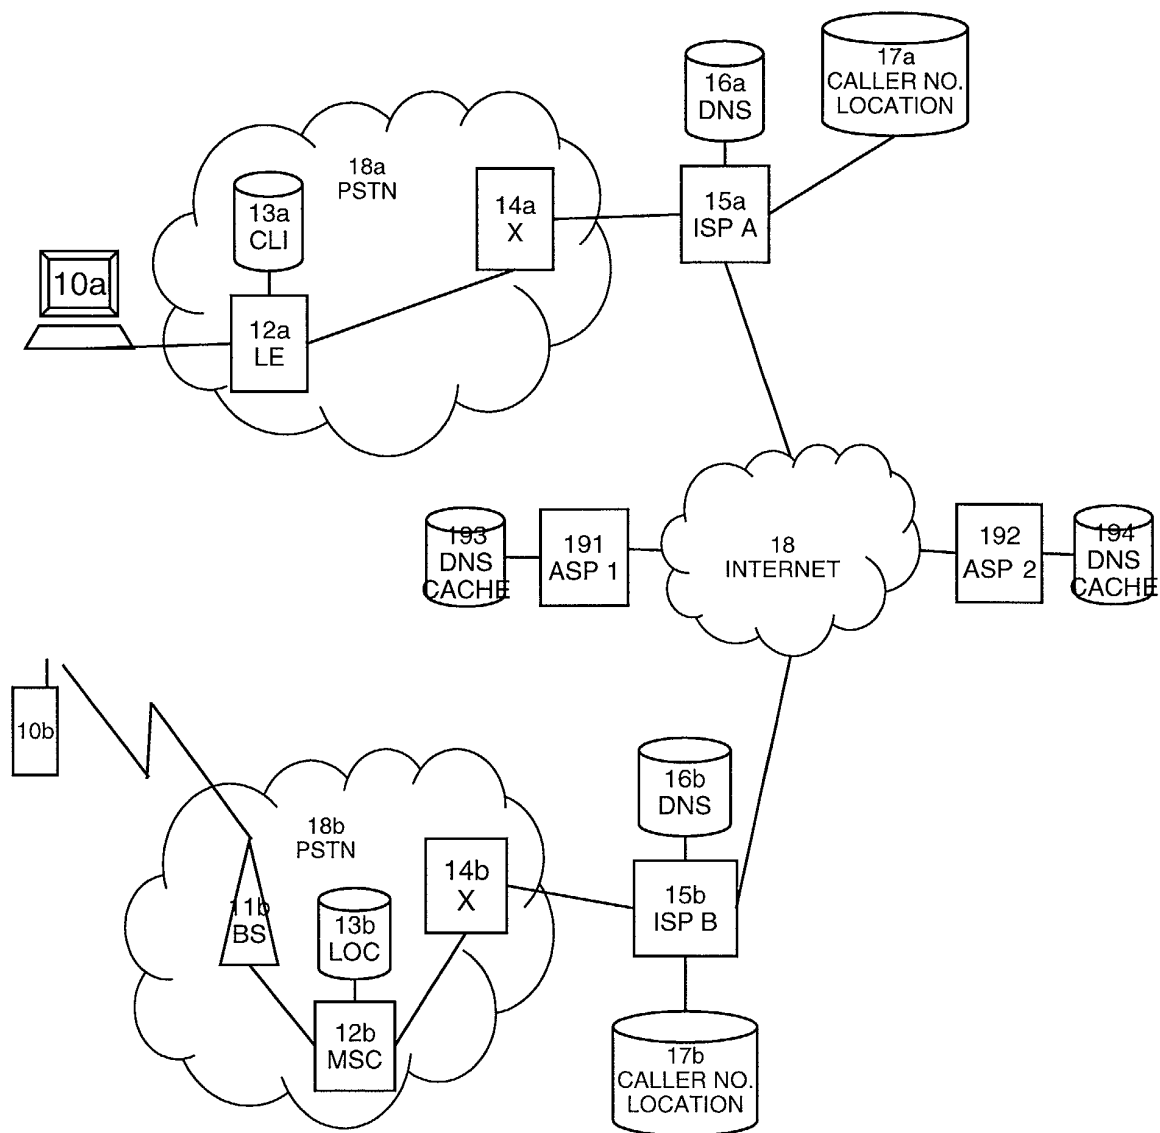 17a
CALLER NO.
LOCATION
16a
DNS
18a
PSTN
15a
ISP A
14a
X
13a
CLI
10a
12a
LE
193
DNS
CACHE
191
ASP 1
18
INTERNET
192
ASP 2
194
DNS
CACHE
10b
16b
DNS
18b
PSTN
14b
X
15b
ISP B
11b
BS
13b
LOC
12b
MSC
17b
CALLER NO.
LOCATION